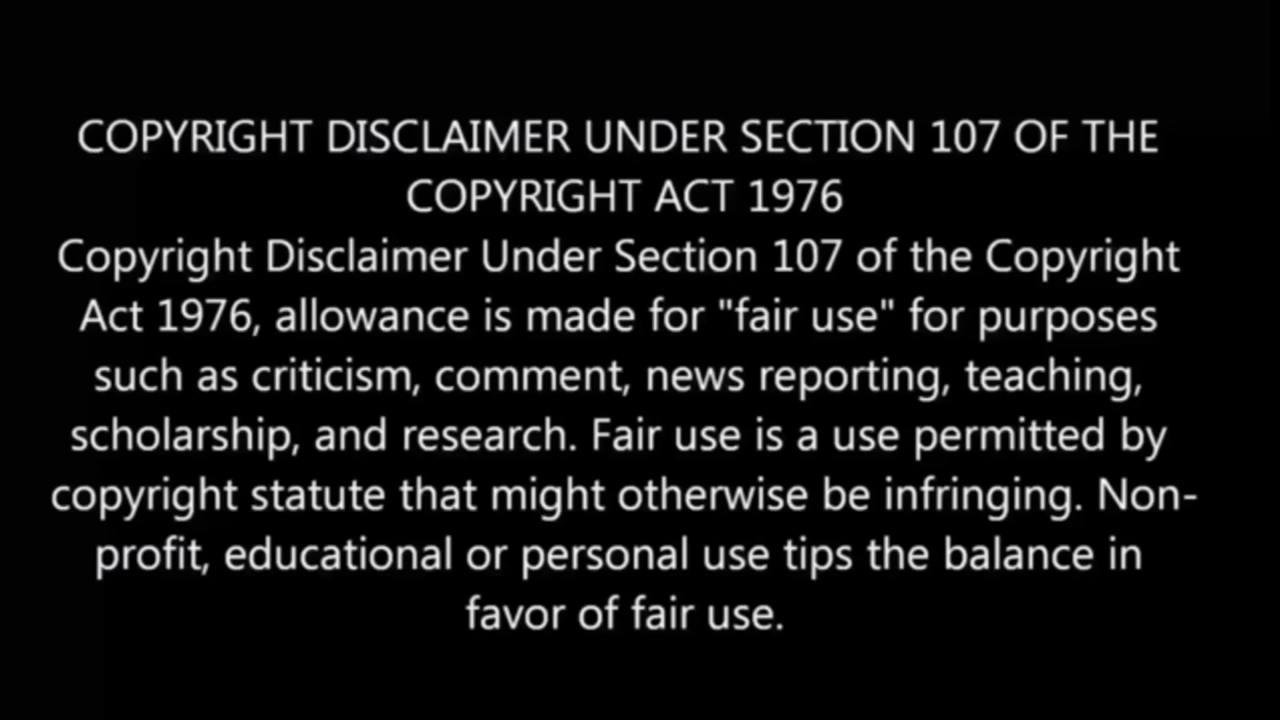 COPYRIGHT DISCLAIMER UNDER SECTION 107 OF THE
COPYRIGHT ACT 1976
Copyright Disclaimer Under Section 107 of the Copyright
Act 1976, allowance is made for "fair use" for purposes
such as criticism, comment, news reporting, teaching,
scholarship, and research. Fair use is a use permitted by
copyright statute that might otherwise be infringing. Non-
profit, educational or personal use tips the balance in
favor of fair use.